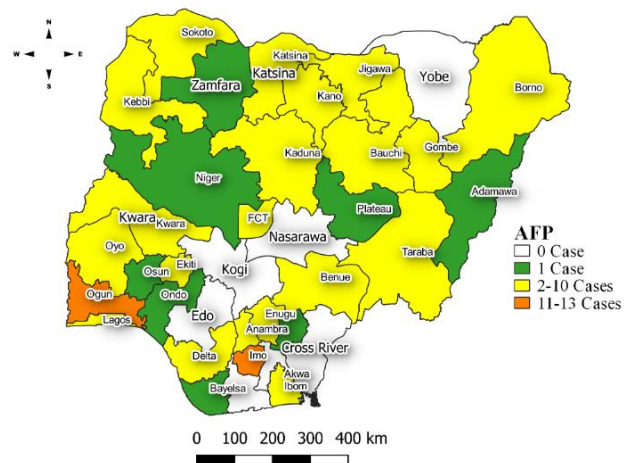 N
W E
S
Sokoto
Katsina
Zamfara
Katsina
Jigawa
Yobe
Kebbi
Kano
Borno
Gombe
Kaduna
Bauchi
Niger
Adamawa
Plateau
Kwara
Kwara
FCT
Nasarawa
Oyo
Taraba
Kogi
Ekiti
Osun
Benue
Ogun
Ondo
Edo
Enugu
Lagos
Anambra
Cross River
Delta
Imo
Akwa
Ibom
Bayelsa
AFP
0 Case
1 Case
2-10 Cases
11-13 Cases
0 100 200 300 400 km